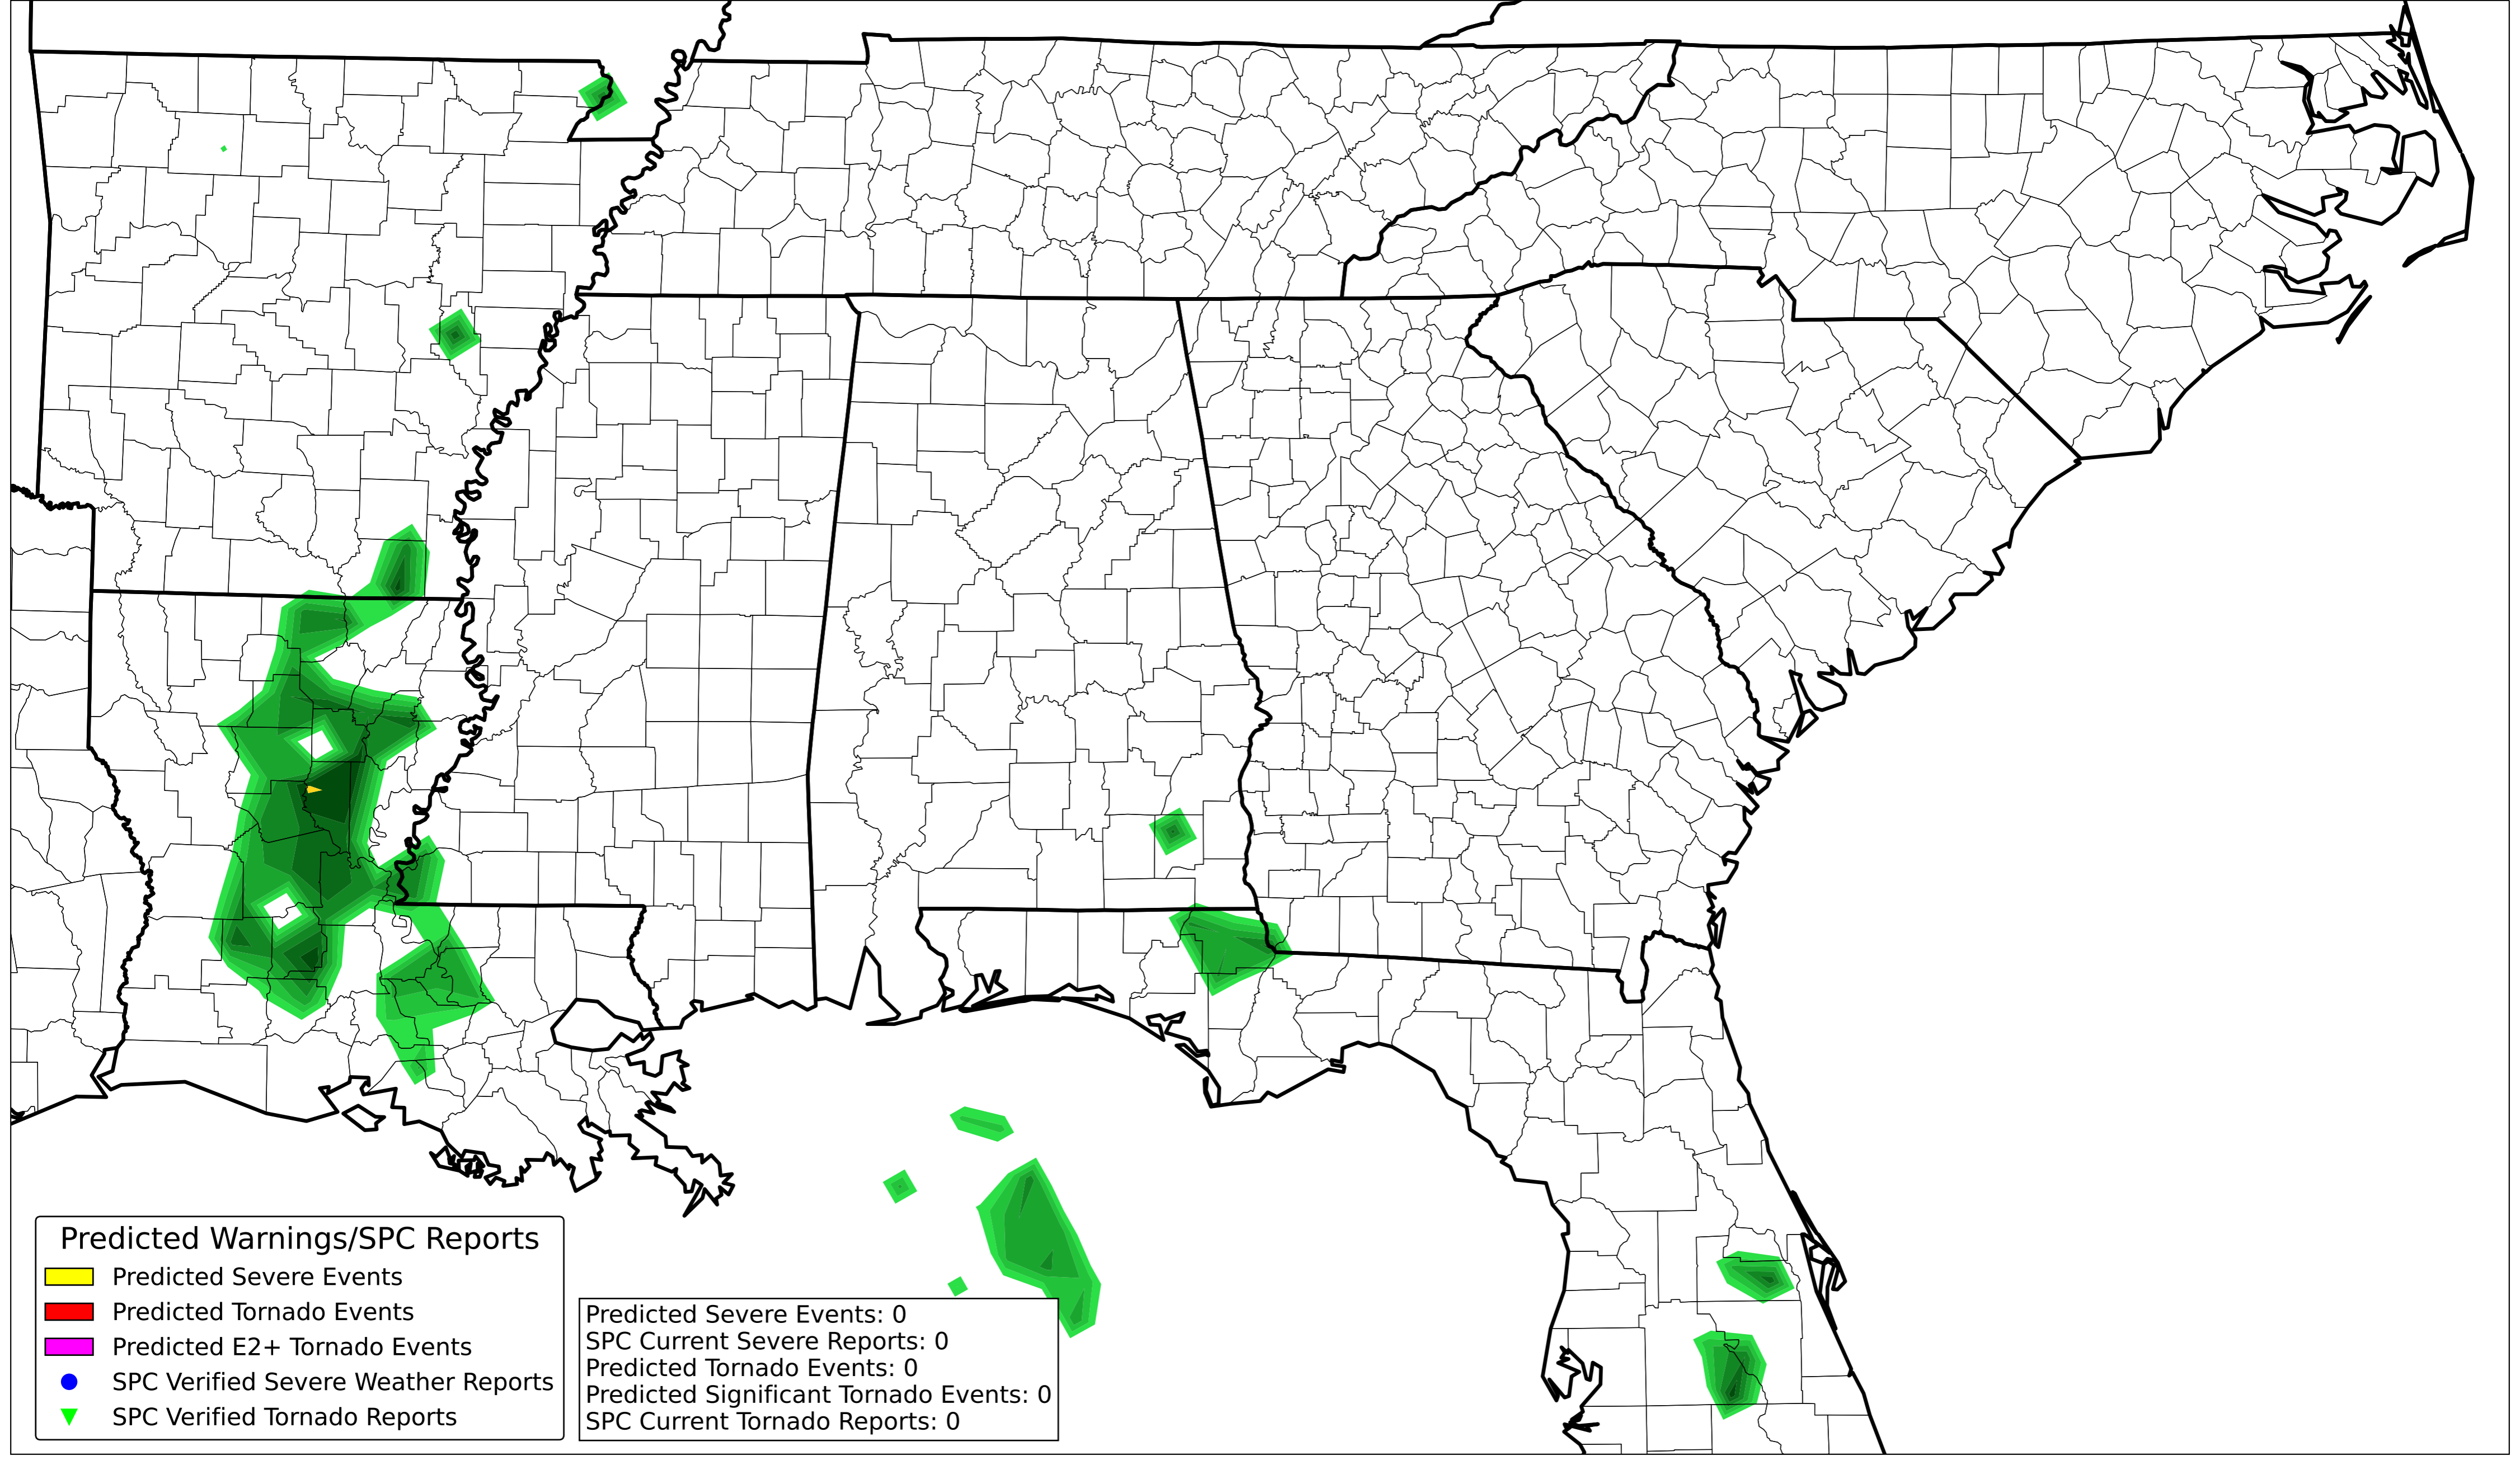 Predicted Warnings/SPC Reports
Predicted Severe Events
Predicted Tornado Events
Predicted E2+ Tornado Events
SPC Verified Severe Weather Reports
SPC Verified Tornado Reports
Predicted Severe Events: 0
SPC Current Severe Reports: 0
Predicted Tornado Events: 0
Predicted Significant Tornado Events: 0
SPC Current Tornado Reports: 0